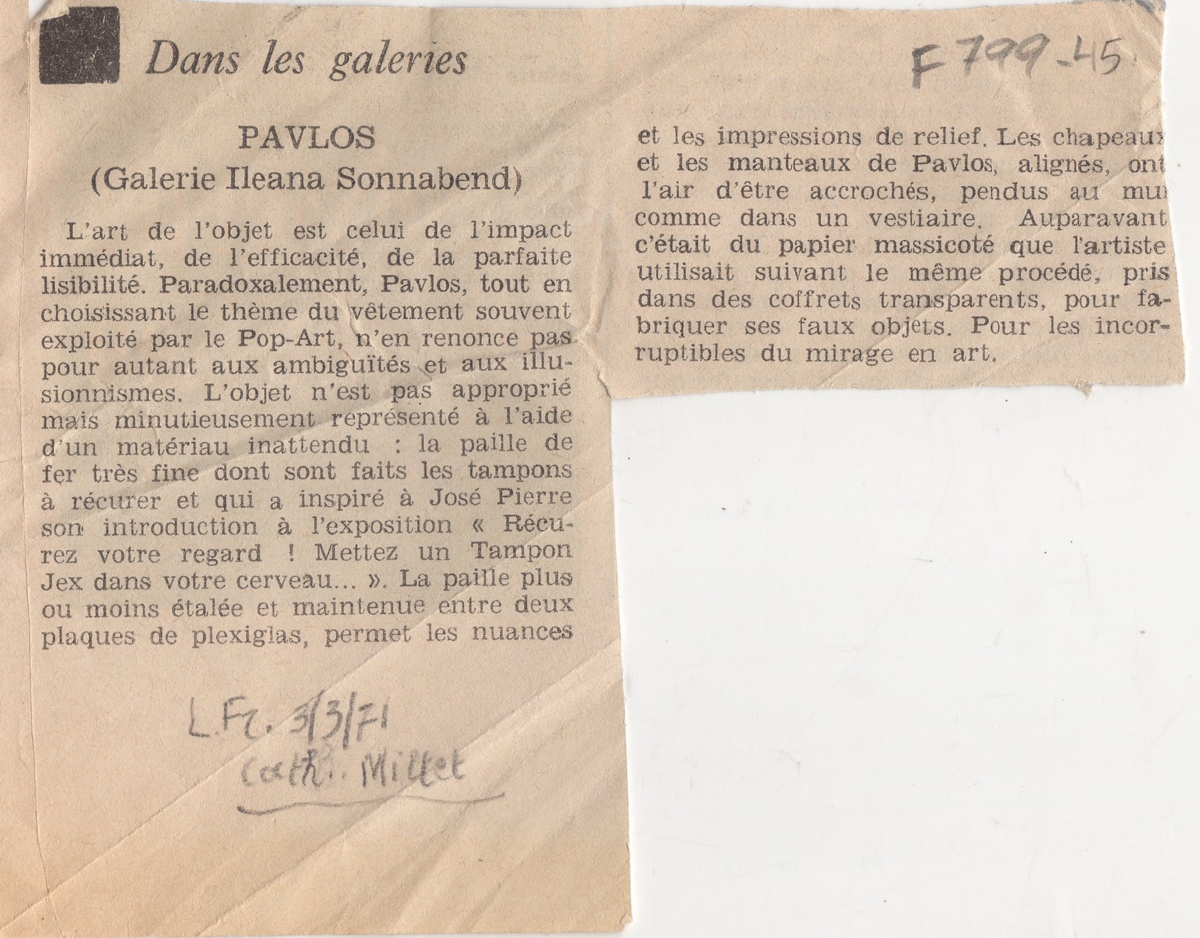 Dans les galeries
F 799-45
PAVLOS
(Galerie Ileana Sonnabend)
L'art de l'objet est celui de l'impact
immédiat, de l'efficacité, de la parfaite
lisibilité. Paradoxalement, Pavlos, tout en
choisissant le thème du vêtement souvent
exploité par le Pop-Art, n'en renonce pas
pour autant aux ambiguïtés et aux illu-
sionnismes. L'objet n'est pas approprié
mais minutieusement représenté à l'aide
d'un matériau inattendu : la paille de
fer très fine dont sont faits les tampons
à récurer et qui a inspiré à José Pierre
son introduction à l'exposition « Récu-
rez votre regard ! Mettez un Tampon
Jex dans votre cerveau... ». La paille plus
ou moins étalée et maintenue entre deux
plaques de plexiglas, permet les nuances
et les impressions de relief. Les chapeaux
et les manteaux de Pavlos, alignés, ont
l'air d'être accrochés, pendus au mur
comme dans un vestiaire. Auparavant
c'était du papier massicoté que l'artiste
utilisait suivant le même procédé, pris
dans des coffrets transparents, pour fa-
briquer ses faux objets. Pour les incor-
ruptibles du mirage en art.
L.Fr. 3/3/71
Cath. Millet